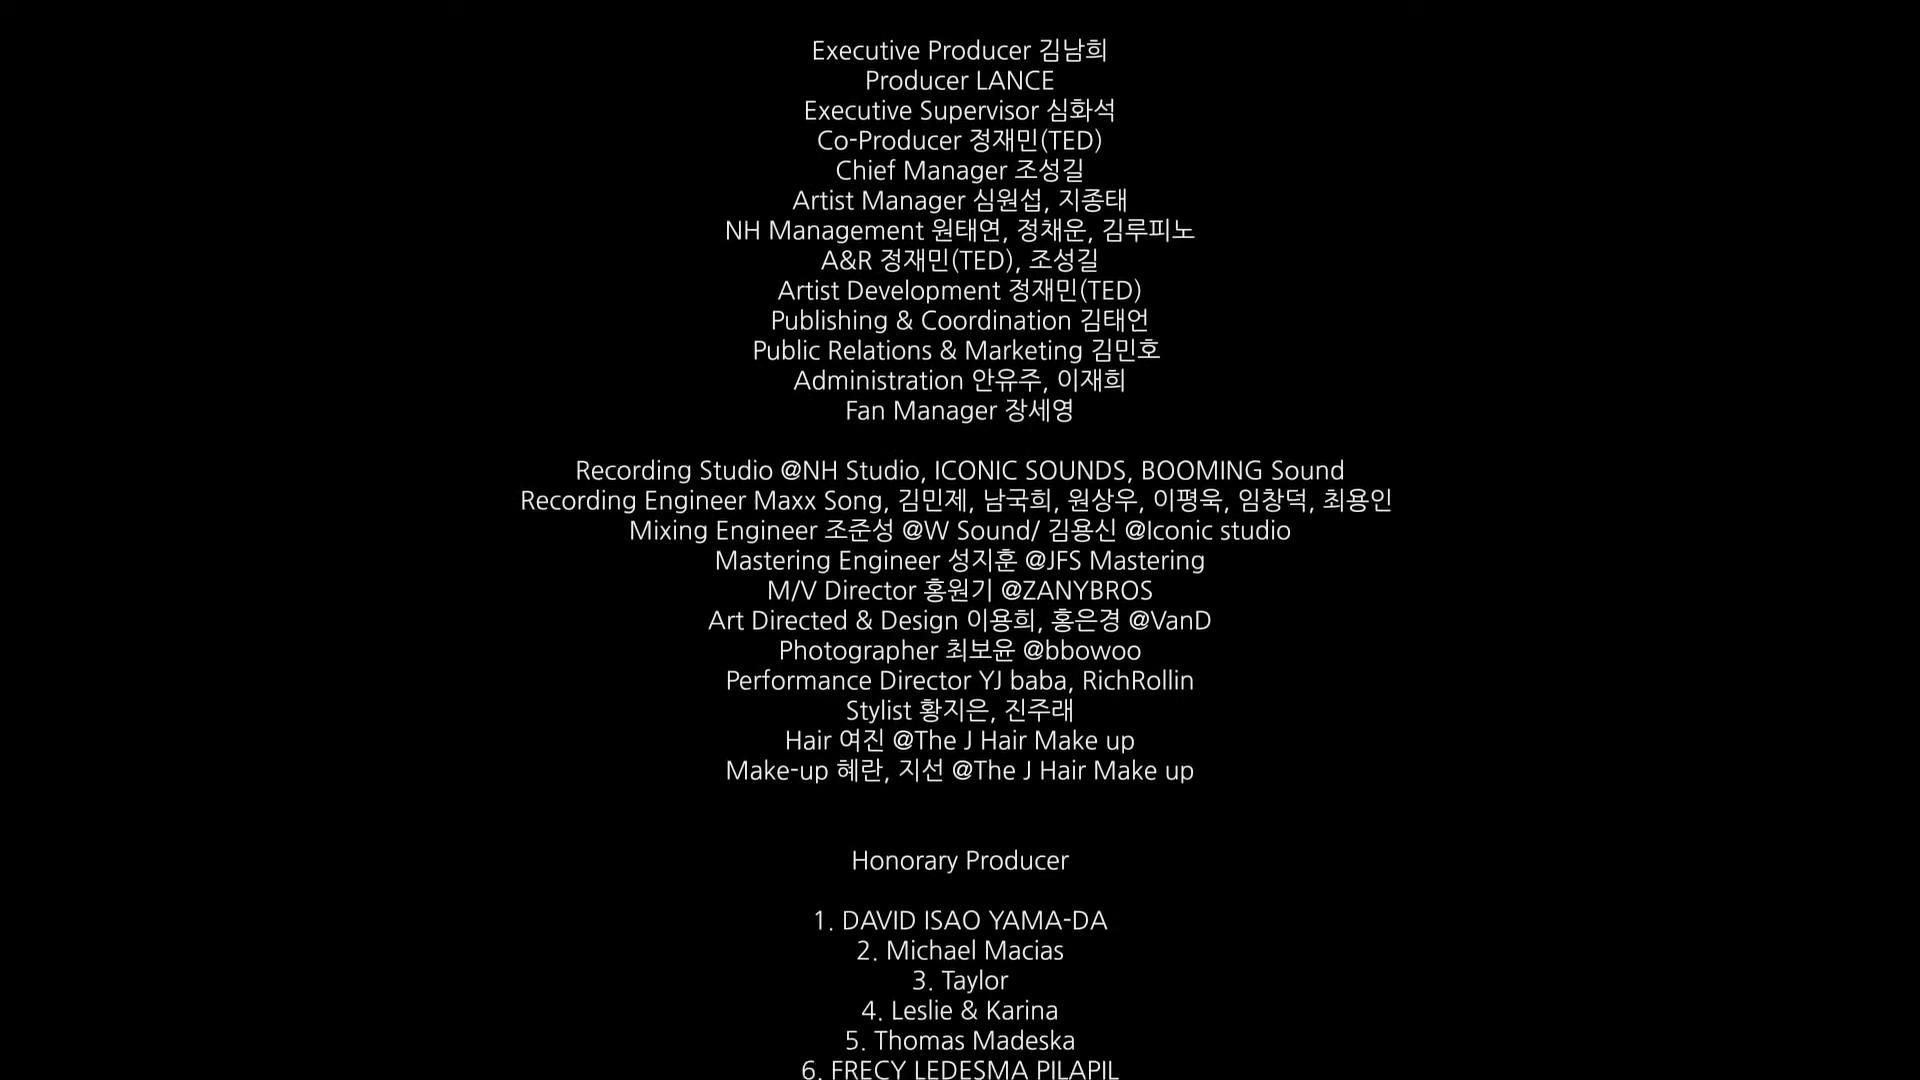 Executive Producer 김남희
Producer LANCE
Executive Supervisor 심화석
Co-Producer 정재민(TED)
Chief Manager 조성길
Artist Manager 심원섭, 지종태
NH Management 원태연, 정채운, 김루피노
A&R 정재민(TED), 조성길
Artist Development 정재민(TED)
Publishing & Coordination 김태언
Public Relations & Marketing 김민호
Administration 안유주, 이재희
Fan Manager 장세영
Recording Studio @NH Studio, ICONIC SOUNDS, BOOMING Sound
Recording Engineer Maxx Song, 김민제, 남국희, 원상우, 이평욱, 임창덕, 최용인
Mixing Engineer 조준성 @W Sound/ 김용신 @Iconic studio
Mastering Engineer 성지훈 @JFS Mastering
M/V Director 홍원기 @ZANYBROS
Art Directed & Design 이용희, 홍은경 @VanD
Photographer 최보윤 @bbowoo
Performance Director YJ baba, RichRollin
Stylist 황지은, 진주래
Hair 여진 @The J Hair Make up
Make-up 혜란, 지선 @The J Hair Make up
Honorary Producer
1. DAVID ISAO YAMA-DA
2. Michael Macias
3. Taylor
4. Leslie & Karina
5. Thomas Madeska
6. FRECY LEDESMA PILAPIL